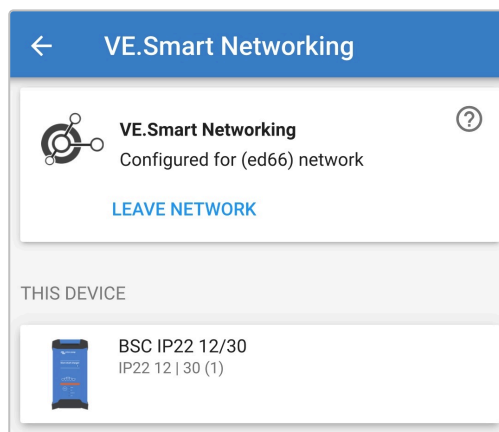 VE.Smart Networking
VE.Smart Networking
Configured for (ed66) network
LEAVE NETWORK
THIS DEVICE
BSC IP22 12/30
IP22 12 | 30 (1)